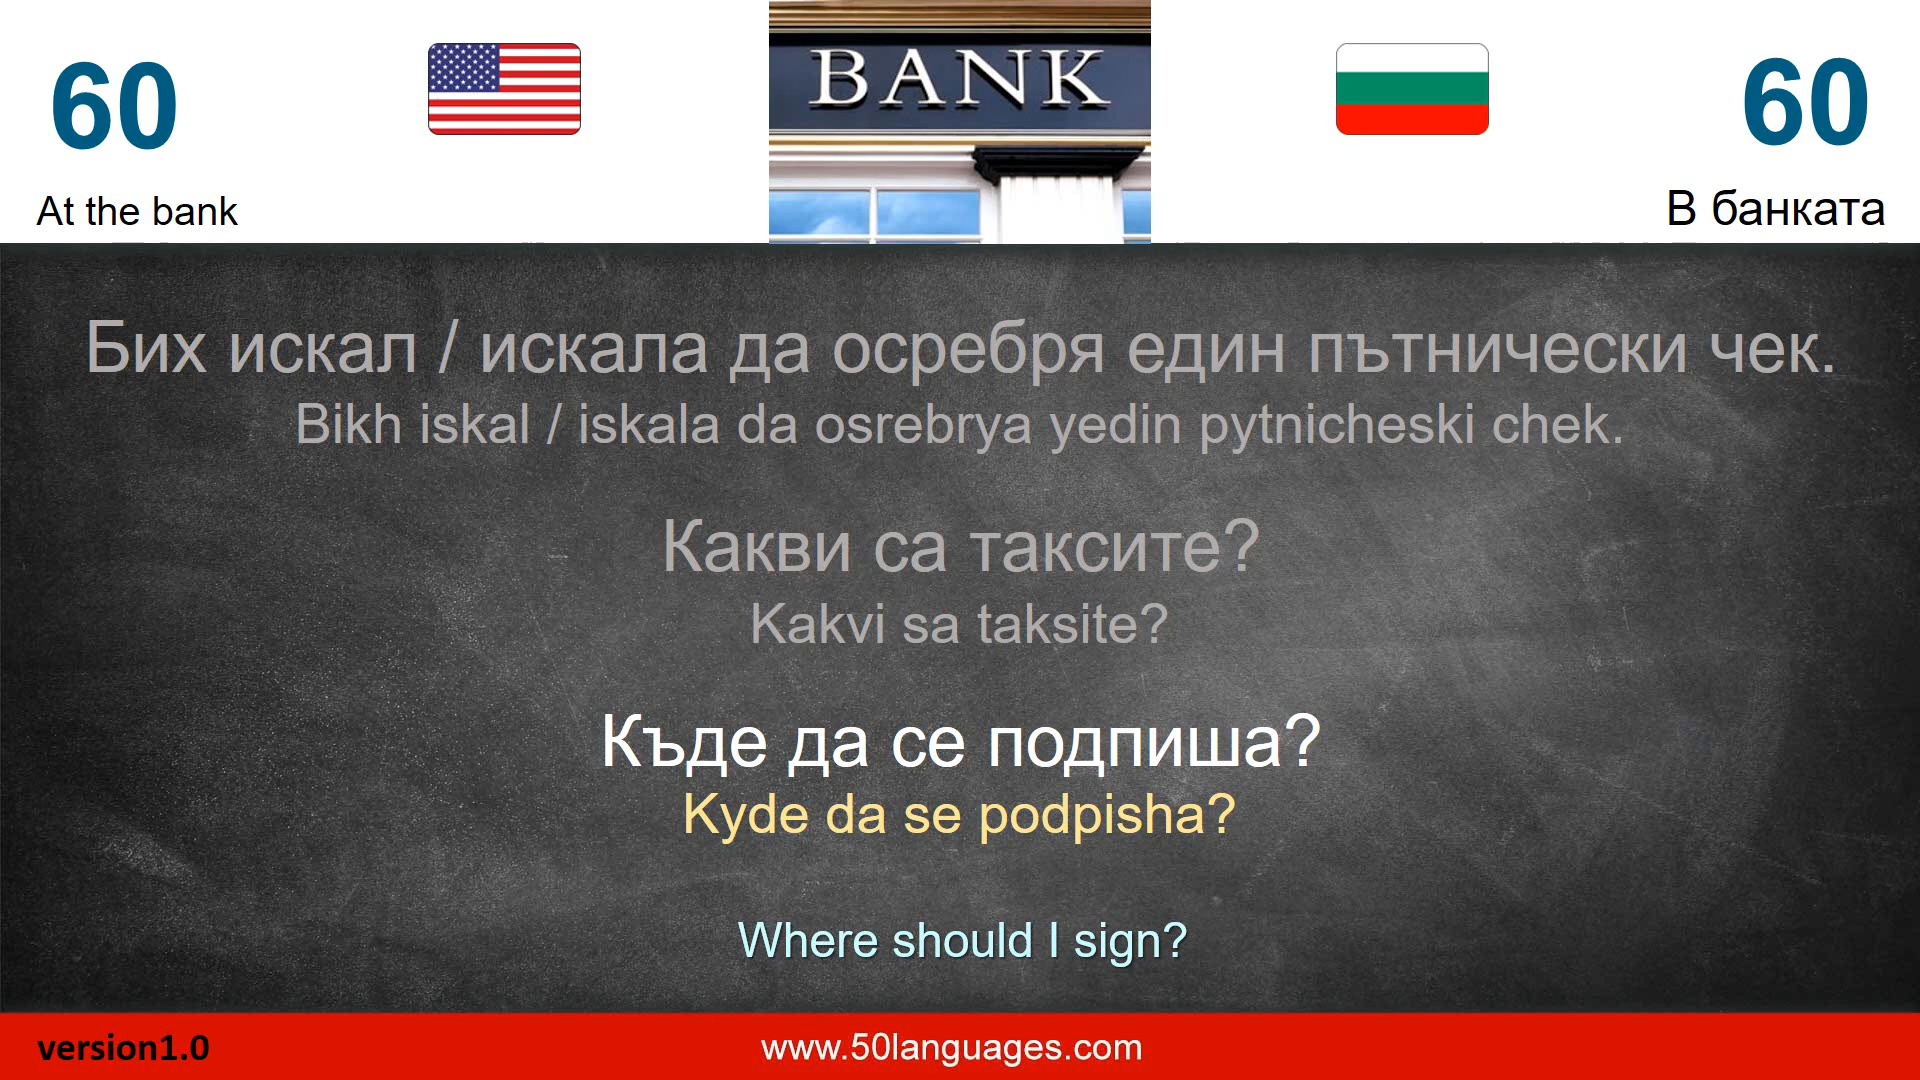 60
BANK
60
At the bank
В банката
Бих искал / искала да осребря един пътнически чек.
Bikh iskal / iskala da osrebrya yedin pytnicheski chek.
Какви са таксите?
Kakvi sa taksite?
Къде да се подпиша?
Kyde da se podpisha?
Where should I sign?
version1.0
www.50languages.com